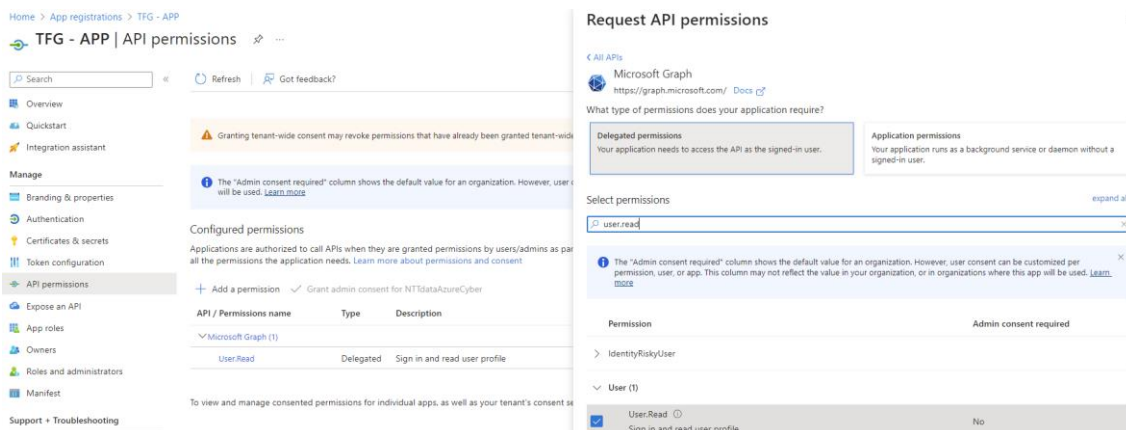 Home > App registrations > TFG - APP
TFG - APP | API permissions
Search
Overview
Quickstart
Integration assistant
Manage
Branding & properties
Authentication
Certificates & secrets
Token configuration
API permissions
Expose an API
App roles
Owners
Roles and administrators
Manifest
Support + Troubleshooting
Refresh
Got feedback?
Granting tenant-wide consent may revoke permissions that have already been granted tenant-wide
The "Admin consent required" column shows the default value for an organization. However, user
will be used. Learn more
Configured permissions
Applications are authorized to call APIs when they are granted permissions by users/admins as par
all the permissions the application needs. Learn more about permissions and consent
Add a permission Grant admin consent for NTTdataAzureCyber
API / Permissions name Type Description
Microsoft Graph (1)
User.Read Delegated Sign in and read user profile
To view and manage consented permissions for individual apps, as well as your tenant's consent se
Request API permissions
All APIs
Microsoft Graph
https://graph.microsoft.com/ Docs
What type of permissions does your application require?
Delegated permissions
Your application needs to access the API as the signed-in user.
Application permissions
Your application runs as a background service or daemon without a
signed-in user.
Select permissions
expand al
user.read
The "Admin consent required" column shows the default value for an organization. However, user consent can be customized per
permission, user, or app. This column may not reflect the value in your organization, or in organizations where this app will be used. Learn
more
Permission Admin consent required
IdentityRiskyUser
User (1)
User.Read No
Sign in and read user profile